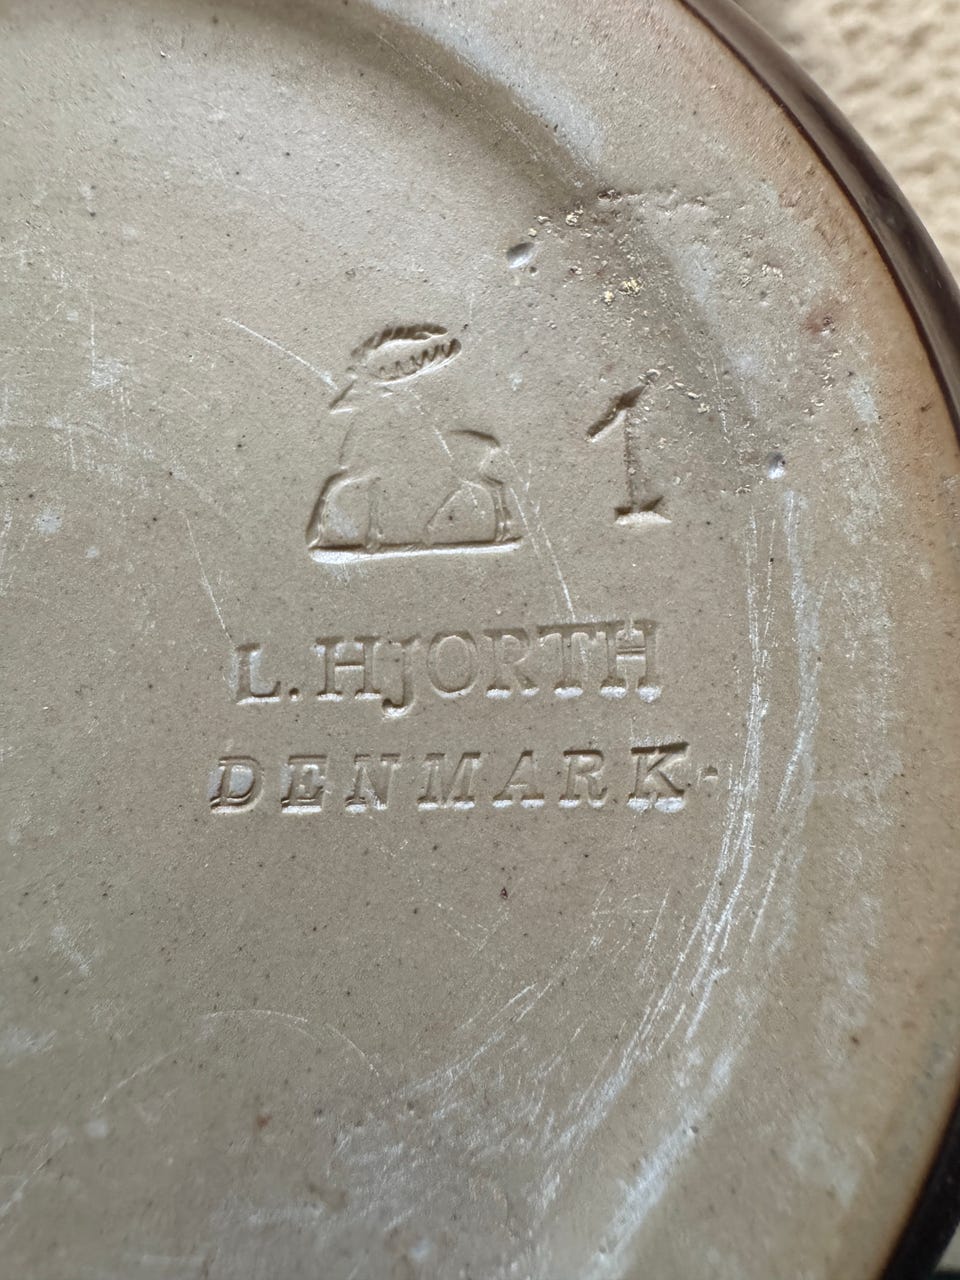 1
L. HJORTH
DENMARK.